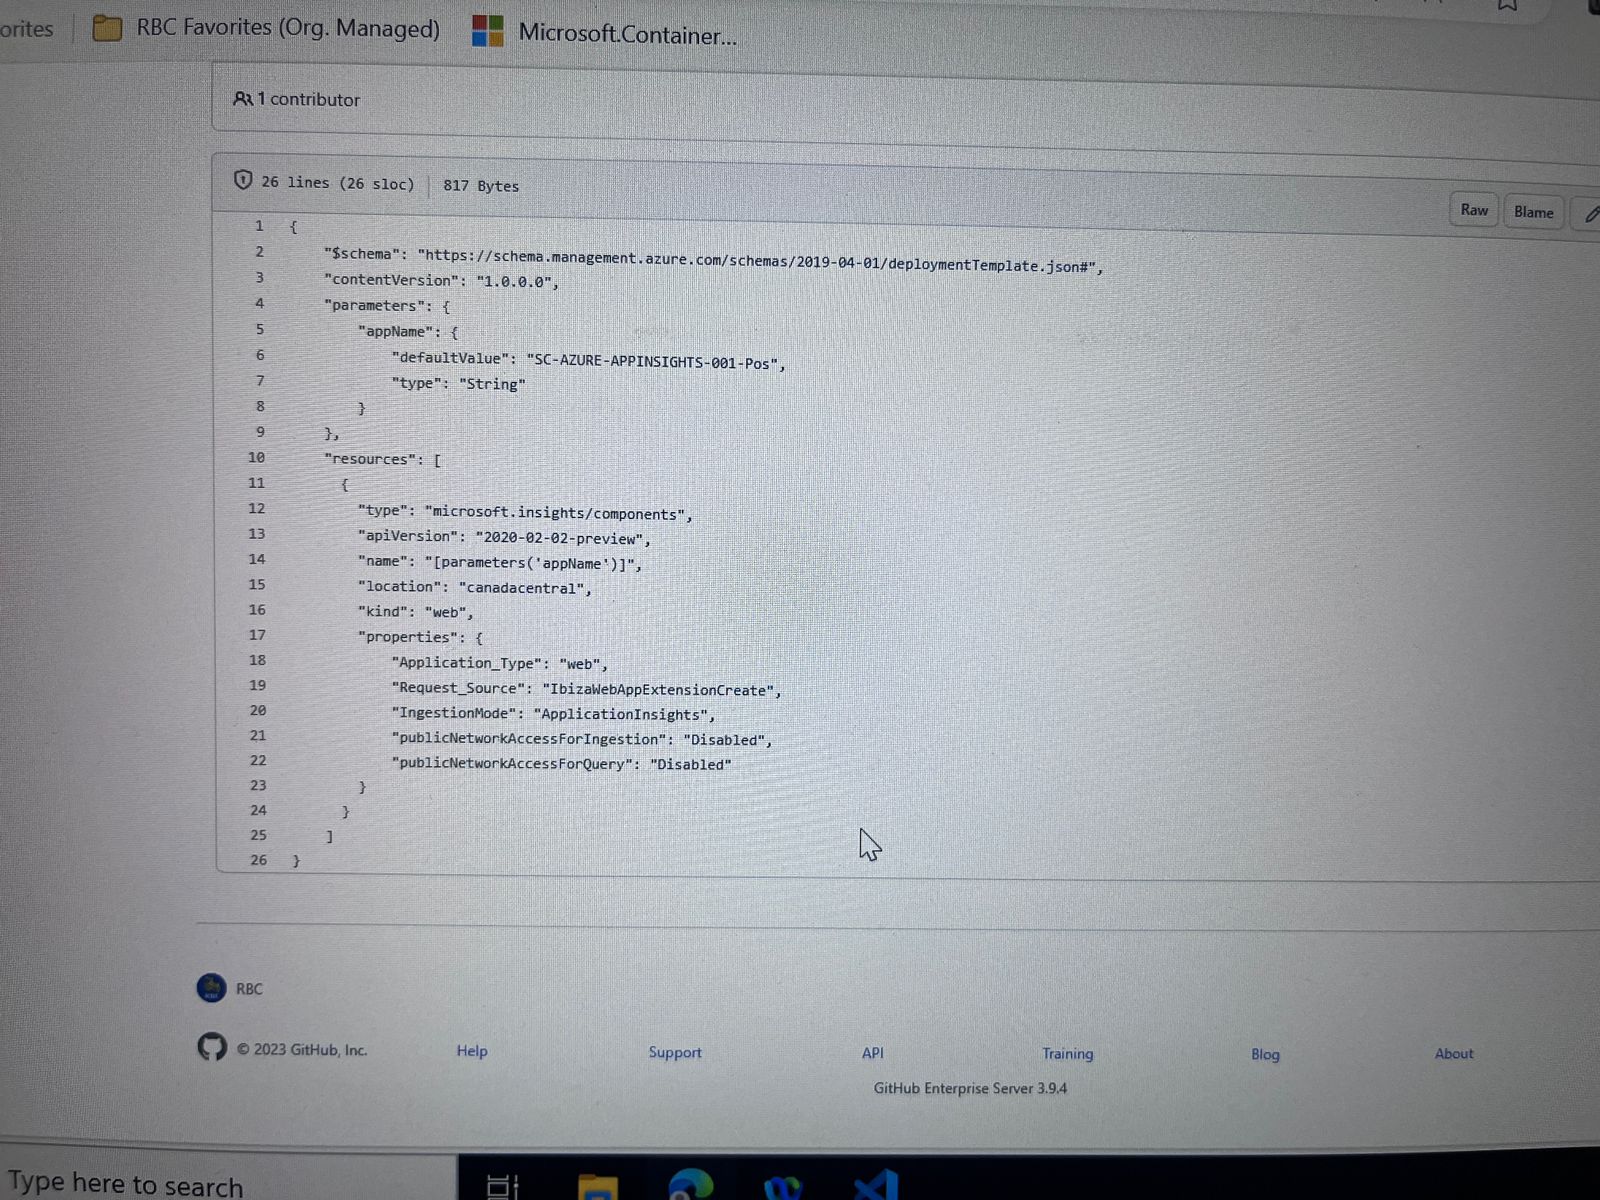 orites
RBC Favorites (Org. Managed)
Microsoft.Container...
1 contributor
26 lines (26 sloc)
817 Bytes
Raw
Blame
1 {
2 "$schema": "https://schema.management.azure.com/schemas/2019-04-01/deploymentTemplate.json#",
3 "contentVersion": "1.0.0.0",
4 "parameters": {
5 "appName": {
6 "defaultValue": "SC-AZURE-APPINSIGHTS-001-Pos",
7 "type": "String"
8 }
9 },
10 "resources": [
11 {
12 "type": "microsoft.insights/components",
13 "apiVersion": "2020-02-02-preview",
14 "name": "[parameters('appName')]",
15 "location": "canadacentral",
16 "kind": "web",
17 "properties": {
18 "Application_Type": "web",
19 "Request_Source": "IbizaWebAppExtensionCreate",
20 "IngestionMode": "ApplicationInsights",
21 "publicNetworkAccessForIngestion": "Disabled",
22 "publicNetworkAccessForQuery": "Disabled"
23 }
24 }
25 ]
26 }
RBC
© 2023 GitHub, Inc.
Help
Support
API
Training
Blog
About
GitHub Enterprise Server 3.9.4
Type here to search